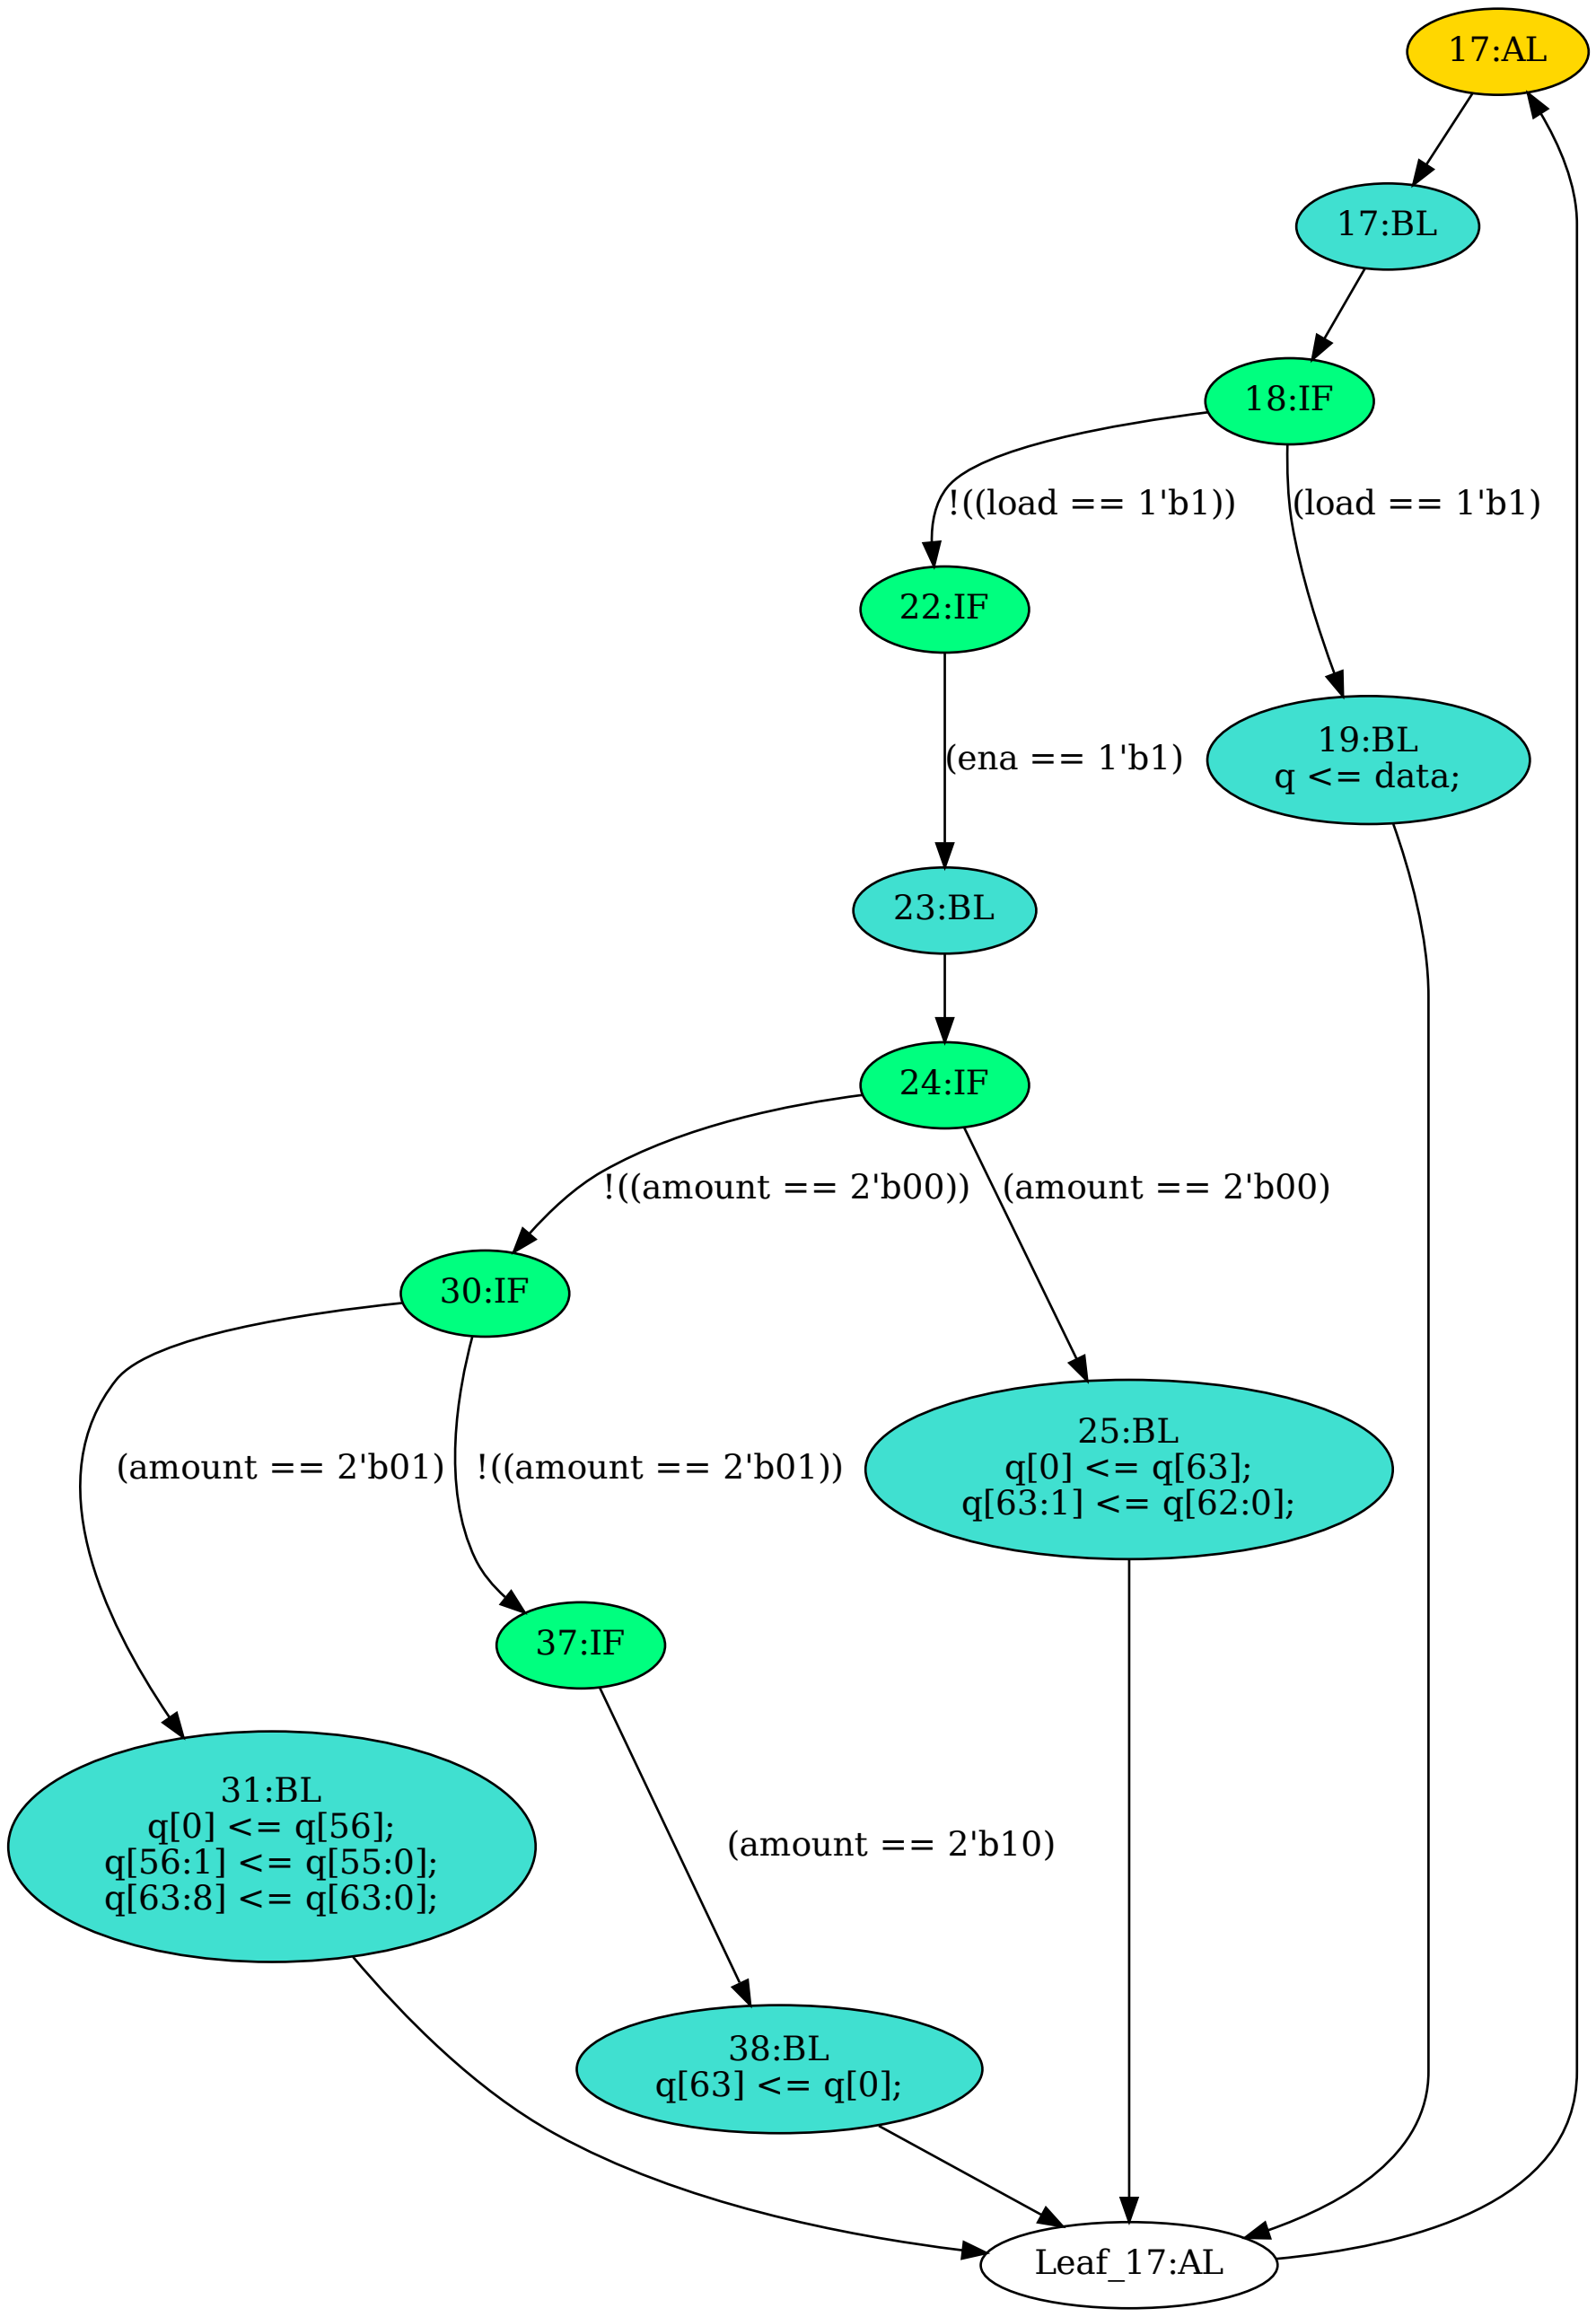 17:AL
17:BL
18:IF
!((load == 1'b1))
(load == 1'b1)
22:IF
(ena == 1'b1)
19:BL
q <= data;
23:BL
24:IF
!((amount == 2'b00))
(amount == 2'b00)
30:IF
(amount == 2'b01)
!((amount == 2'b01))
25:BL
q[0] <= q[63];
q[63:1] <= q[62:0];
37:IF
31:BL
q[0] <= q[56];
q[56:1] <= q[55:0];
q[63:8] <= q[63:0];
(amount == 2'b10)
38:BL
q[63] <= q[0];
Leaf_17:AL